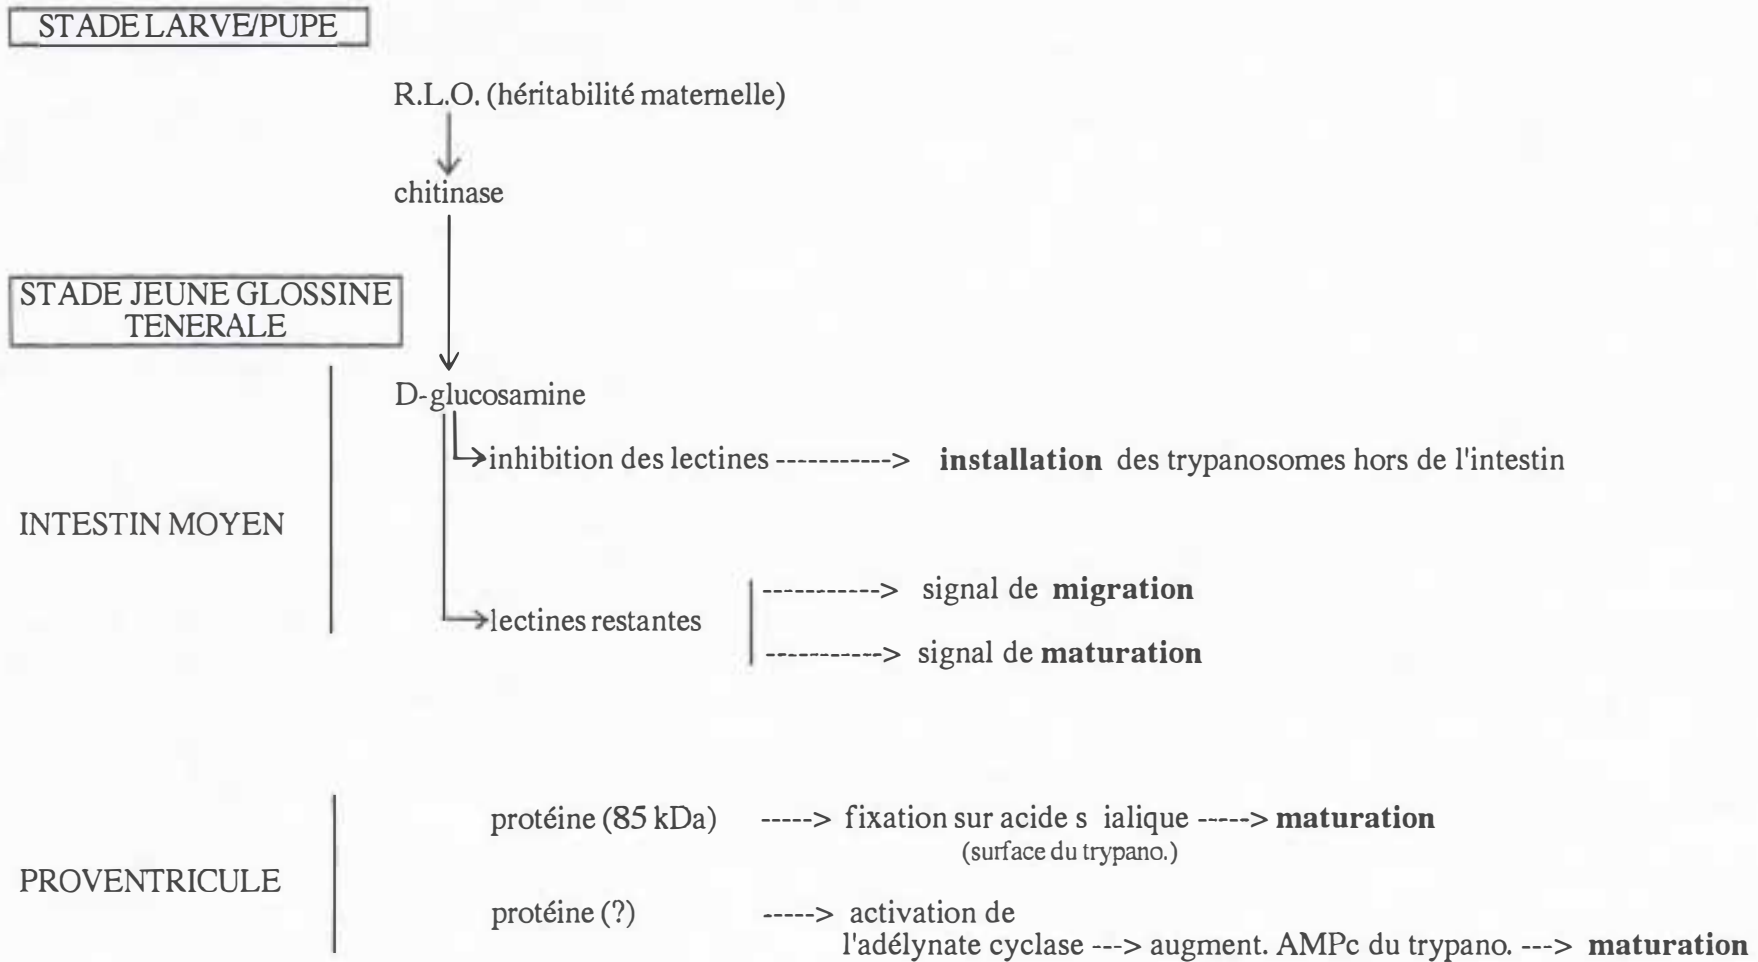 STADE LARVE/PUPE
R.L.O. (héritabilité maternelle)
chitinase
STADE JEUNE GLOSSINE
TENERALE
D-glucosamine
inhibition des lectines -----------> installation des trypanosomes hors de l'intestin
INTESTIN MOYEN
-----------> signal de migration
lectines restantes
-----------> signal de maturation
protéine (85 kDa) -----> fixation sur acide s ialique -----> maturation
(surface du trypano.)
PROVENTRICULE
protéine (?) -----> activation de
l'adélynate cyclase ---> augment. AMPc du trypano. ---> maturation